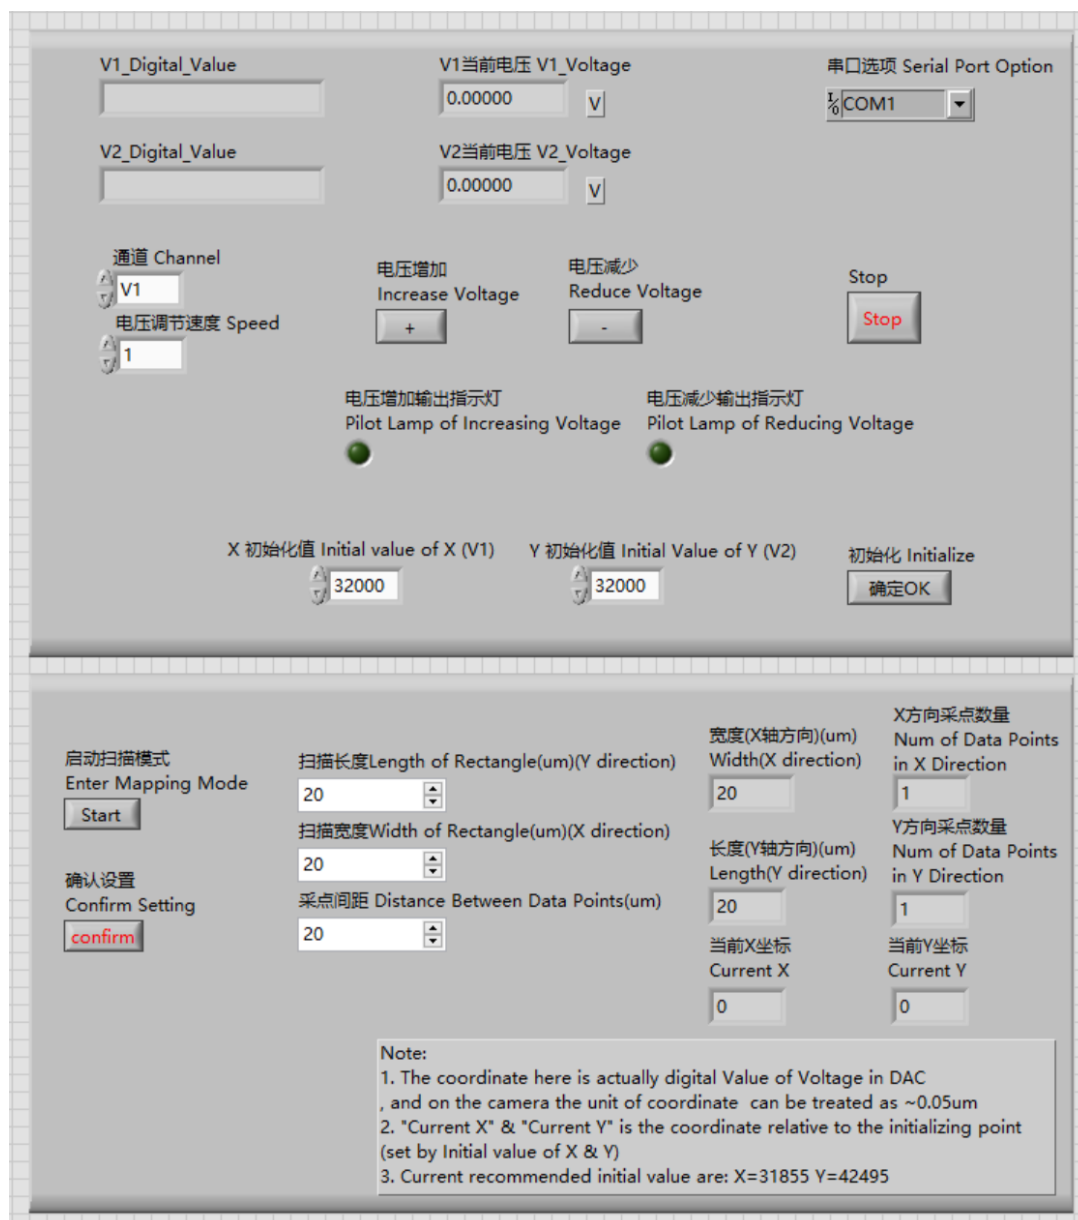 V1_Digital_Value
V1当前电压 V1_Voltage
0.00000
V
串口选项 Serial Port Option
I/O COM1
V2_Digital_Value
V2当前电压 V2_Voltage
0.00000
V
通道 Channel
V1
电压调节速度 Speed
1
电压增加
Increase Voltage
+
电压减少
Reduce Voltage
-
Stop
Stop
电压增加输出指示灯
Pilot Lamp of Increasing Voltage
电压减少输出指示灯
Pilot Lamp of Reducing Voltage
X 初始化值 Initial value of X (V1)
32000
Y 初始化值 Initial Value of Y (V2)
32000
初始化 Initialize
确定OK
启动扫描模式
Enter Mapping Mode
Start
确认设置
Confirm Setting
confirm
扫描长度Length of Rectangle(um)(Y direction)
20
扫描宽度Width of Rectangle(um)(X direction)
20
采点间距 Distance Between Data Points(um)
20
宽度(X轴方向)(um)
Width(X direction)
20
X方向采点数量
Num of Data Points
in X Direction
1
长度(Y轴方向)(um)
Length(Y direction)
20
Y方向采点数量
Num of Data Points
in Y Direction
1
当前X坐标
Current X
0
当前Y坐标
Current Y
0
Note:
1. The coordinate here is actually digital Value of Voltage in DAC
, and on the camera the unit of coordinate can be treated as ~0.05um
2. "Current X" & "Current Y" is the coordinate relative to the initializing point
(set by Initial value of X & Y)
3. Current recommended initial value are: X=31855 Y=42495